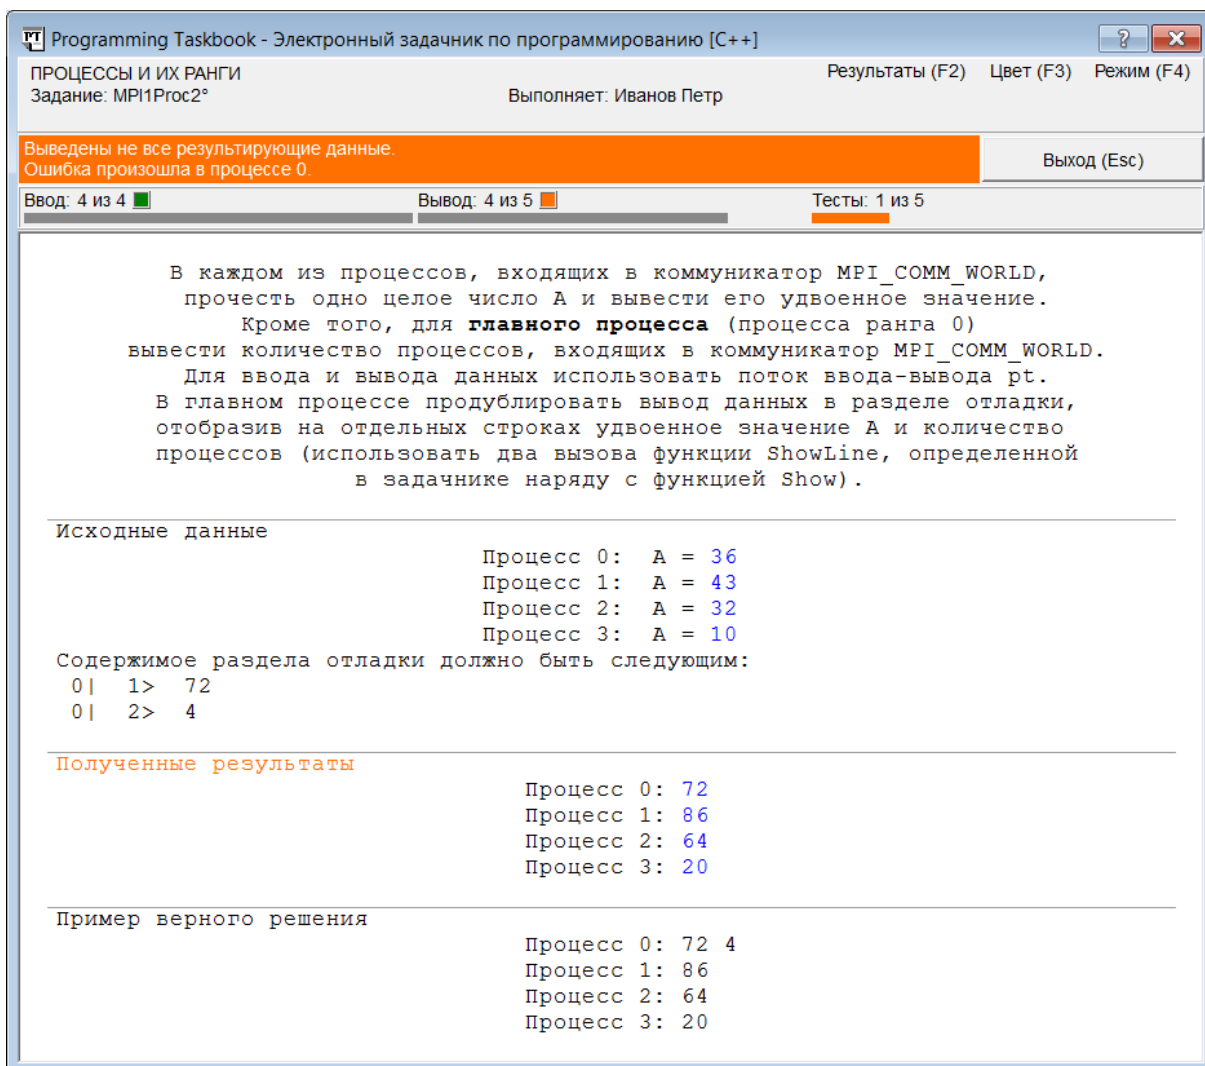 Programming Taskbook - Электронный задачник по программированию [C++]
ПРОЦЕССЫ И ИХ РАНГИ
Результаты (F2) Цвет (F3) Режим (F4)
Задание: MPI1Proc2°
Выполняет: Иванов Петр
Выведены не все результирующие данные.
Ошибка произошла в процессе 0.
Выход (Esc)
Ввод: 4 из 4
Вывод: 4 из 5
Тесты: 1 из 5
В каждом из процессов, входящих в коммуникатор MPI_COMM_WORLD,
прочесть одно целое число A и вывести его удвоенное значение.
Кроме того, для главного процесса (процесса ранга 0)
вывести количество процессов, входящих в коммуникатор MPI_COMM_WORLD.
Для ввода и вывода данных использовать поток ввода-вывода pt.
В главном процессе продублировать вывод данных в разделе отладки,
отобразив на отдельных строках удвоенное значение A и количество
процессов (использовать два вызова функции ShowLine, определенной
в задачнике наряду с функцией Show).
Исходные данные
Процесс 0: A = 36
Процесс 1: A = 43
Процесс 2: A = 32
Процесс 3: A = 10
Содержимое раздела отладки должно быть следующим:
0| 1> 72
0| 2> 4
Полученные результаты
Процесс 0: 72
Процесс 1: 86
Процесс 2: 64
Процесс 3: 20
Пример верного решения
Процесс 0: 72 4
Процесс 1: 86
Процесс 2: 64
Процесс 3: 20